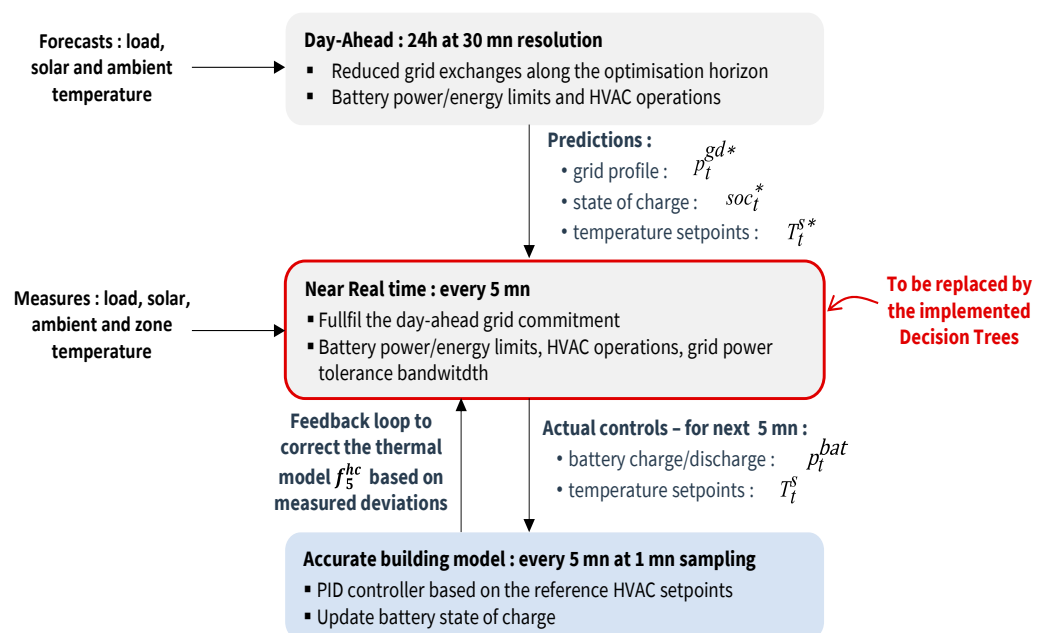 Forecasts : load,
solar and ambient
temperature
Day-Ahead : 24h at 30 mn resolution
▪ Reduced grid exchanges along the optimisation horizon
▪ Battery power/energy limits and HVAC operations
Predictions :
• grid profile : p_t^{gd*}
• state of charge : soc_t^*
• temperature setpoints : T_t^{s*}
Measures : load, solar,
ambient and zone
temperature
Near Real time : every 5 mn
▪ Fullfil the day-ahead grid commitment
▪ Battery power/energy limits, HVAC operations, grid power
tolerance bandwitdth
To be replaced by
the implemented
Decision Trees
Feedback loop to
correct the thermal
model f_5^{hc} based on
measured deviations
Actual controls – for next 5 mn :
• battery charge/discharge : p_t^{bat}
• temperature setpoints : T_t^s
Accurate building model : every 5 mn at 1 mn sampling
▪ PID controller based on the reference HVAC setpoints
▪ Update battery state of charge